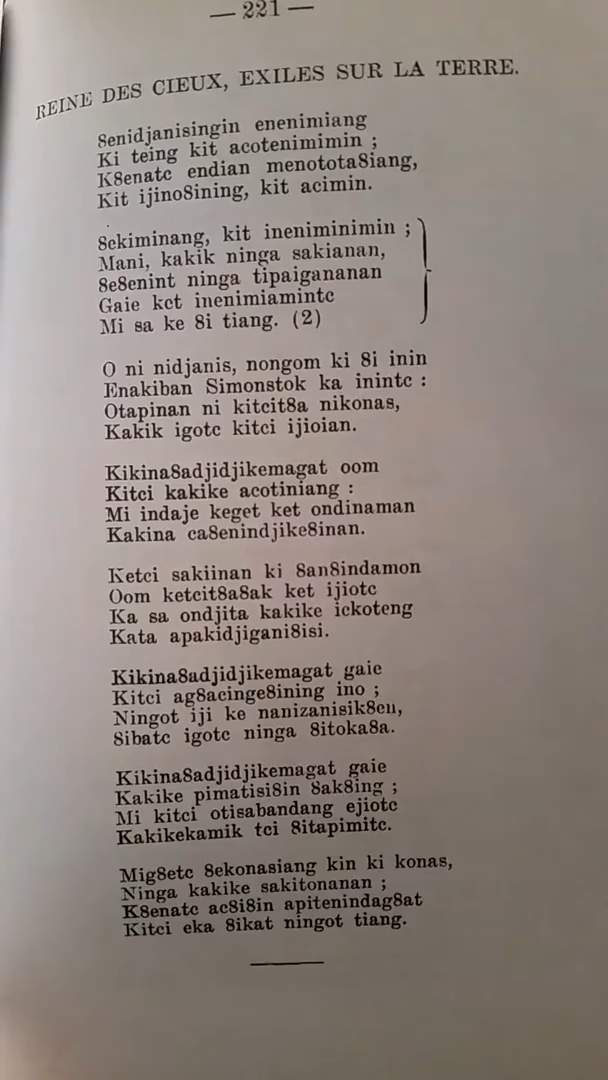 — 221 —
REINE DES CIEUX, EXILES SUR LA TERRE.
8enidjanisingin enenimiang
Ki teing kit acotenimimin ;
K8enatc endian menotota8iang,
Kit ijino8ining, kit acimin.
8ekiminang, kit ineniminimin ;
Mani, kakik ninga sakianan,
8e8enint ninga tipaigananan
Gaie ket inenimiamintc
Mi sa ke 8i tiang. (2)
O ni nidjanis, nongom ki 8i inin
Enakiban Simonstok ka inintc :
Otapinan ni kitcit8a nikonas,
Kakik igotc kitci ijioian.
Kikina8adjidjikemagat oom
Kitci kakike acotiniang :
Mi indaje keget ket ondinaman
Kakina ca8enindjike8inan.
Ketci sakiinan ki 8an8indamon
Oom ketcit8a8ak ket ijiotc
Ka sa ondjita kakike ickoteng
Kata apakidjigani8isi.
Kikina8adjidjikemagat gaie
Kitci ag8acinge8ining ino ;
Ningot iji ke nanizanisik8en,
8ibatc igotc ninga 8itoka8a.
Kikina8adjidjikemagat gaie
Kakike pimatisi8in 8ak8ing ;
Mi kitci otisabandang ejiotc
Kakikekamik tci 8itapimitc.
Mig8etc 8ekonasiang kin ki konas,
Ninga kakike sakitonanan ;
K8enatc ac8i8in apitenindag8at
Kitci eka 8ikat ningot tiang.